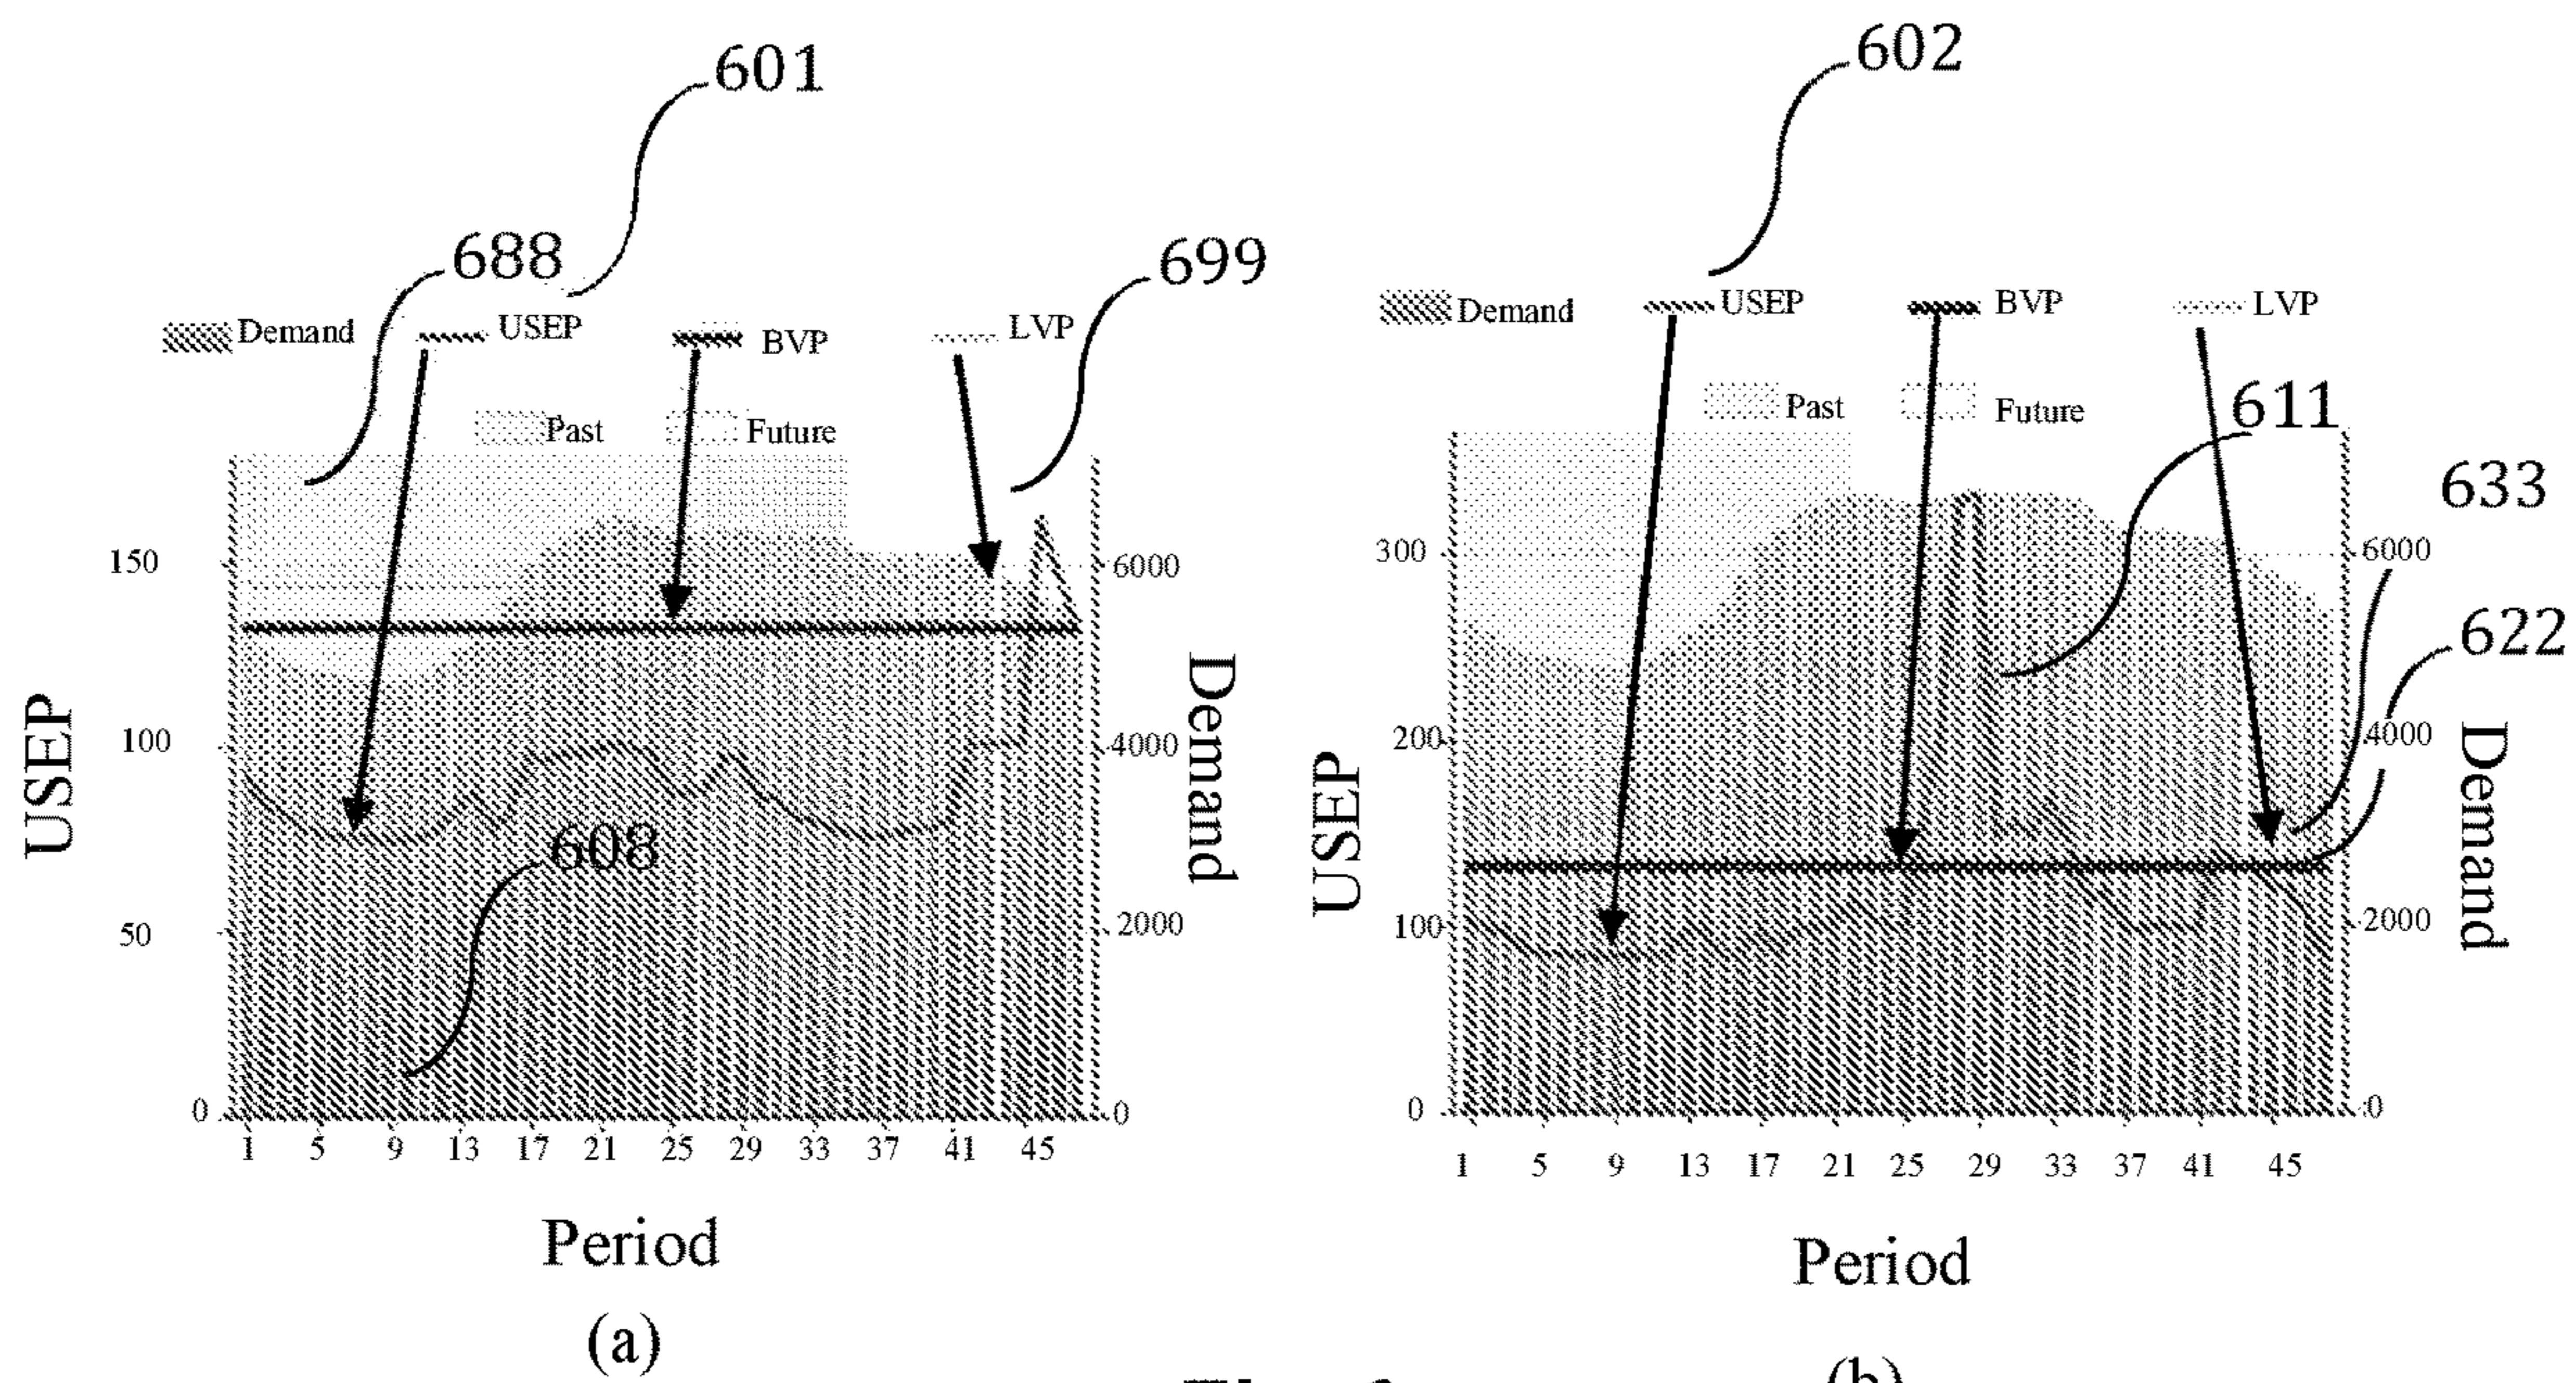 601
688
699
Demand USEP BVP LVP
Past Future
150
100
50
0
6000
4000
2000
0
USEP
Demand
608
1 5 9 13 17 21 25 29 33 37 41 45
Period
(a)
602
Demand USEP BVP LVP
Past Future
611
633
622
300
200
100
0
6000
4000
2000
0
USEP
Demand
1 5 9 13 17 21 25 29 33 37 41 45
Period
(b)